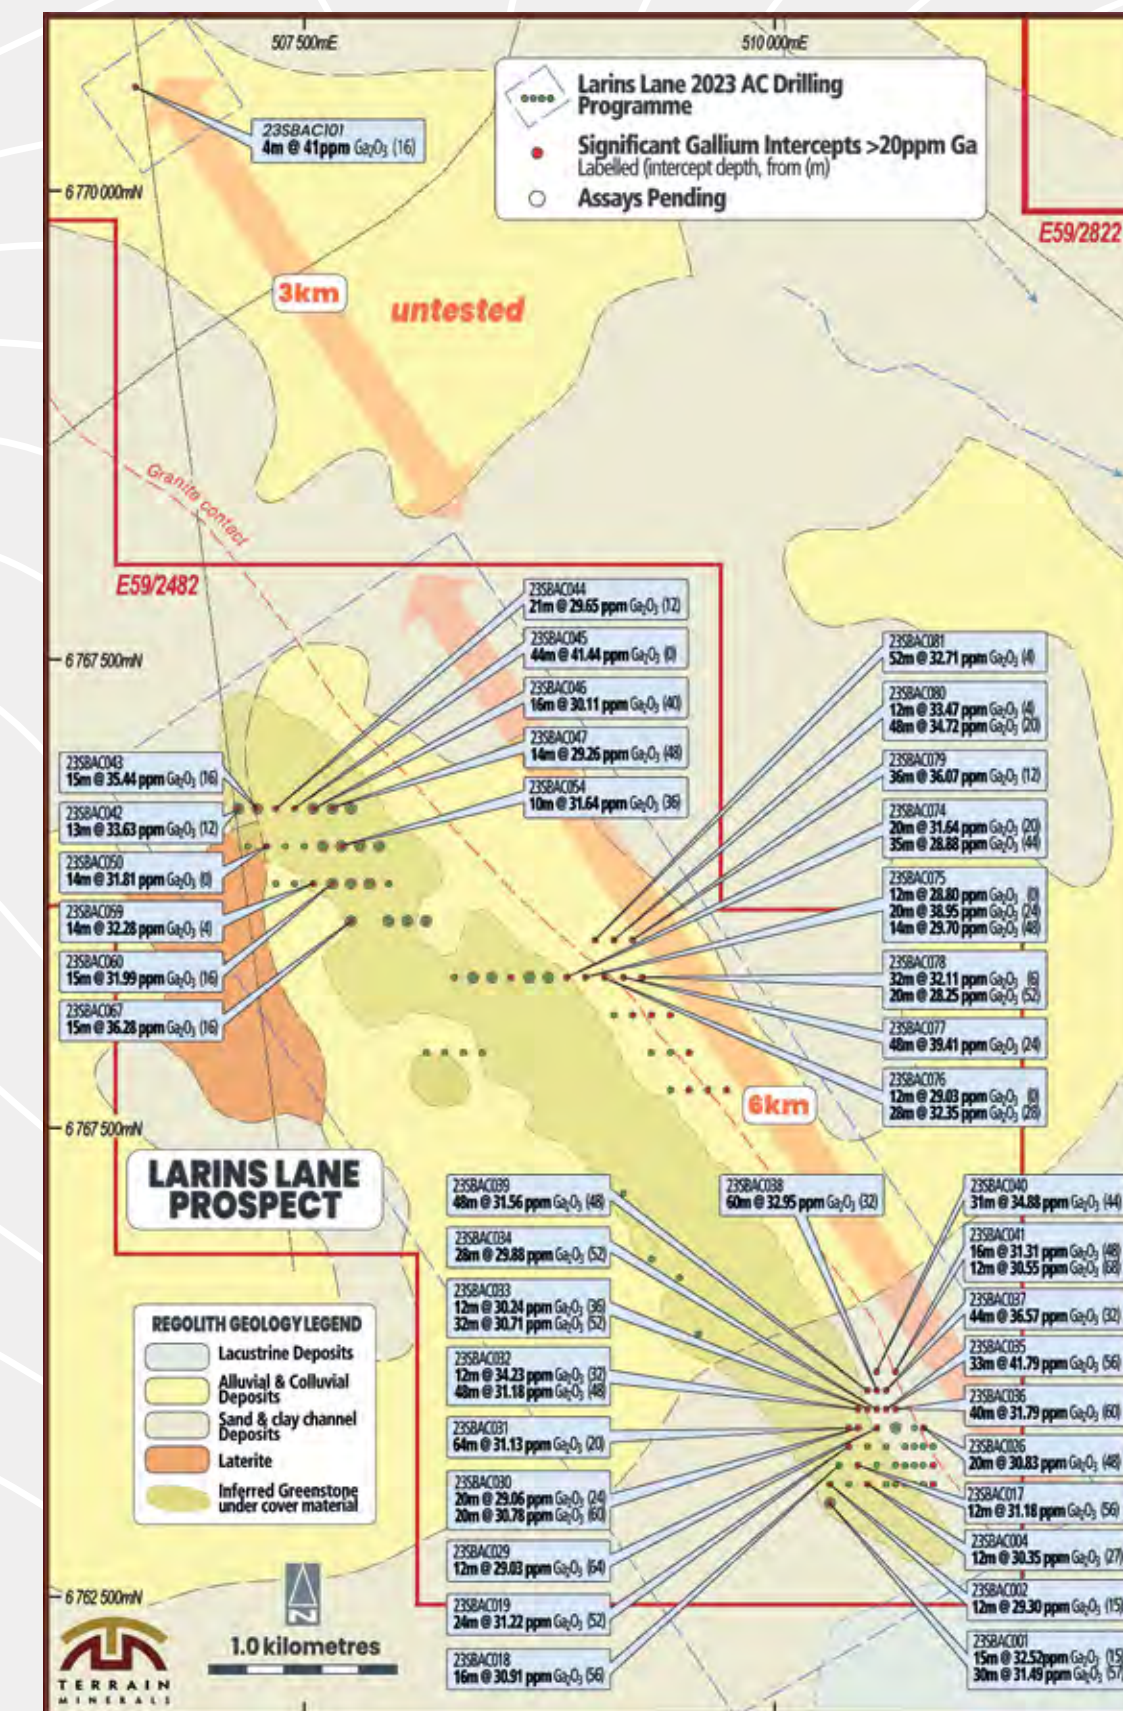 507 500mE
510 000mE
Larins Lane 2023 AC Drilling
Programme
Significant Gallium Intercepts >20ppm Ga
Labelled (intercept depth, from (m)
Assays Pending
23SBAC101
4m @ 41ppm Ga₂O₃ (16)
6 770 000mN
E59/2822
3km
untested
Granite contact
E59/2482
23SBAC044
21m @ 29.65 ppm Ga₂O₃ (12)
23SBAC045
44m @ 41.44 ppm Ga₂O₃ (0)
23SBAC046
16m @ 30.11 ppm Ga₂O₃ (40)
23SBAC047
14m @ 29.26 ppm Ga₂O₃ (48)
23SBAC054
10m @ 31.64 ppm Ga₂O₃ (36)
6 767 500mN
23SBAC081
52m @ 32.71 ppm Ga₂O₃ (4)
23SBAC080
12m @ 33.47 ppm Ga₂O₃ (4)
48m @ 34.72 ppm Ga₂O₃ (20)
23SBAC079
36m @ 36.07 ppm Ga₂O₃ (12)
23SBAC074
20m @ 31.64 ppm Ga₂O₃ (20)
35m @ 28.88 ppm Ga₂O₃ (44)
23SBAC075
12m @ 28.80 ppm Ga₂O₃ (0)
20m @ 38.95 ppm Ga₂O₃ (24)
14m @ 29.70 ppm Ga₂O₃ (48)
23SBAC078
32m @ 32.11 ppm Ga₂O₃ (6)
20m @ 28.25 ppm Ga₂O₃ (52)
23SBAC077
48m @ 39.41 ppm Ga₂O₃ (24)
23SBAC076
12m @ 29.03 ppm Ga₂O₃ (0)
28m @ 32.35 ppm Ga₂O₃ (28)
23SBAC043
15m @ 35.44 ppm Ga₂O₃ (16)
23SBAC042
13m @ 33.63 ppm Ga₂O₃ (12)
23SBAC050
14m @ 31.81 ppm Ga₂O₃ (0)
23SBAC059
14m @ 32.28 ppm Ga₂O₃ (4)
23SBAC060
15m @ 31.99 ppm Ga₂O₃ (16)
23SBAC067
15m @ 36.28 ppm Ga₂O₃ (16)
6km
6 767 500mN
LARINS LANE
PROSPECT
23SBAC039
48m @ 31.56 ppm Ga₂O₃ (48)
23SBAC034
28m @ 29.88 ppm Ga₂O₃ (52)
23SBAC033
12m @ 30.24 ppm Ga₂O₃ (36)
32m @ 30.71 ppm Ga₂O₃ (52)
23SBAC032
12m @ 34.23 ppm Ga₂O₃ (32)
48m @ 31.18 ppm Ga₂O₃ (48)
23SBAC031
64m @ 31.13 ppm Ga₂O₃ (20)
23SBAC030
20m @ 29.06 ppm Ga₂O₃ (24)
20m @ 30.78 ppm Ga₂O₃ (60)
23SBAC029
12m @ 29.03 ppm Ga₂O₃ (64)
23SBAC019
24m @ 31.22 ppm Ga₂O₃ (52)
23SBAC018
16m @ 30.91 ppm Ga₂O₃ (56)
23SBAC038
60m @ 32.95 ppm Ga₂O₃ (32)
23SBAC040
31m @ 34.88 ppm Ga₂O₃ (44)
23SBAC041
16m @ 31.31 ppm Ga₂O₃ (48)
12m @ 30.55 ppm Ga₂O₃ (68)
23SBAC037
44m @ 36.57 ppm Ga₂O₃ (32)
23SBAC035
33m @ 41.79 ppm Ga₂O₃ (56)
23SBAC036
40m @ 31.79 ppm Ga₂O₃ (60)
23SBAC026
20m @ 30.83 ppm Ga₂O₃ (48)
23SBAC017
12m @ 31.18 ppm Ga₂O₃ (56)
23SBAC004
12m @ 30.35 ppm Ga₂O₃ (27)
23SBAC002
12m @ 29.30 ppm Ga₂O₃ (15)
23SBAC001
15m @ 32.52ppm Ga₂O₃ (15)
30m @ 31.49 ppm Ga₂O₃ (57)
REGOLITH GEOLOGY LEGEND
Lacustrine Deposits
Alluvial & Colluvial
Deposits
Sand & clay channel
Deposits
Laterite
Inferred Greenstone
under cover material
6 762 500mN
N
1.0 kilometres
TERRAIN
MINERALS